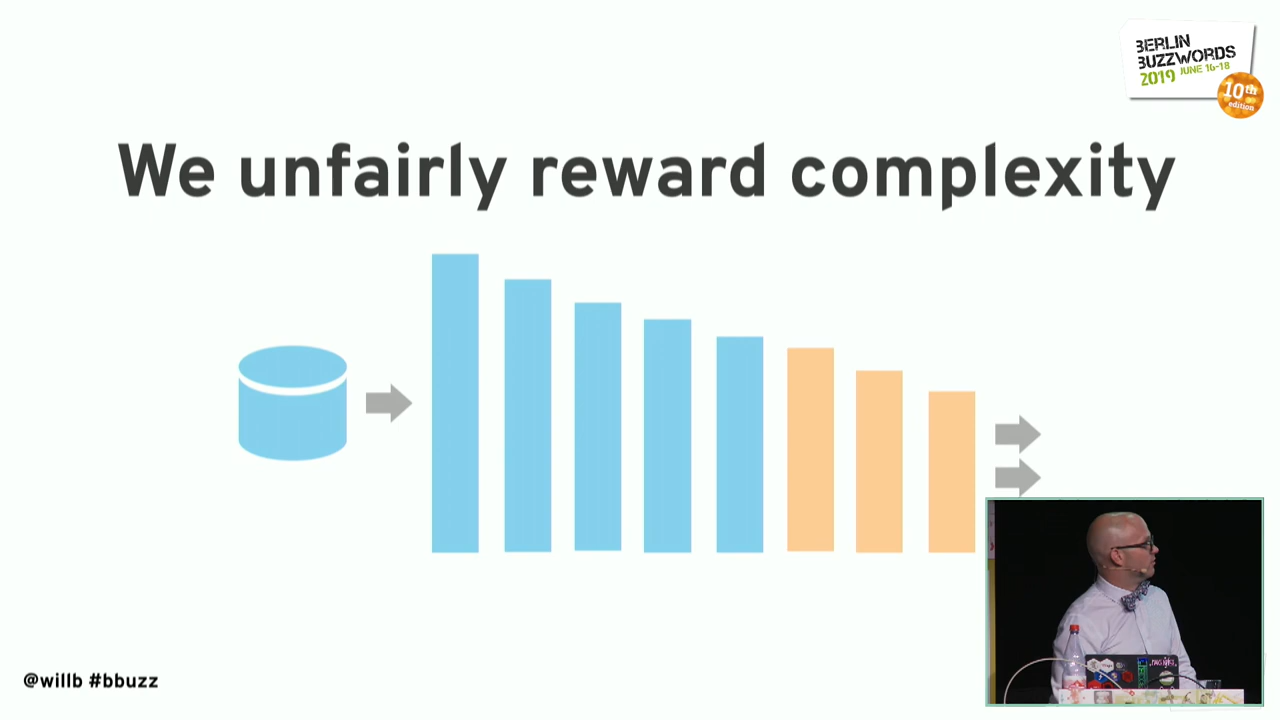 BERLIN
BUZZWORDS
2019 JUNE 16-18
10th
edition
We unfairly reward complexity
@willb #bbuzz